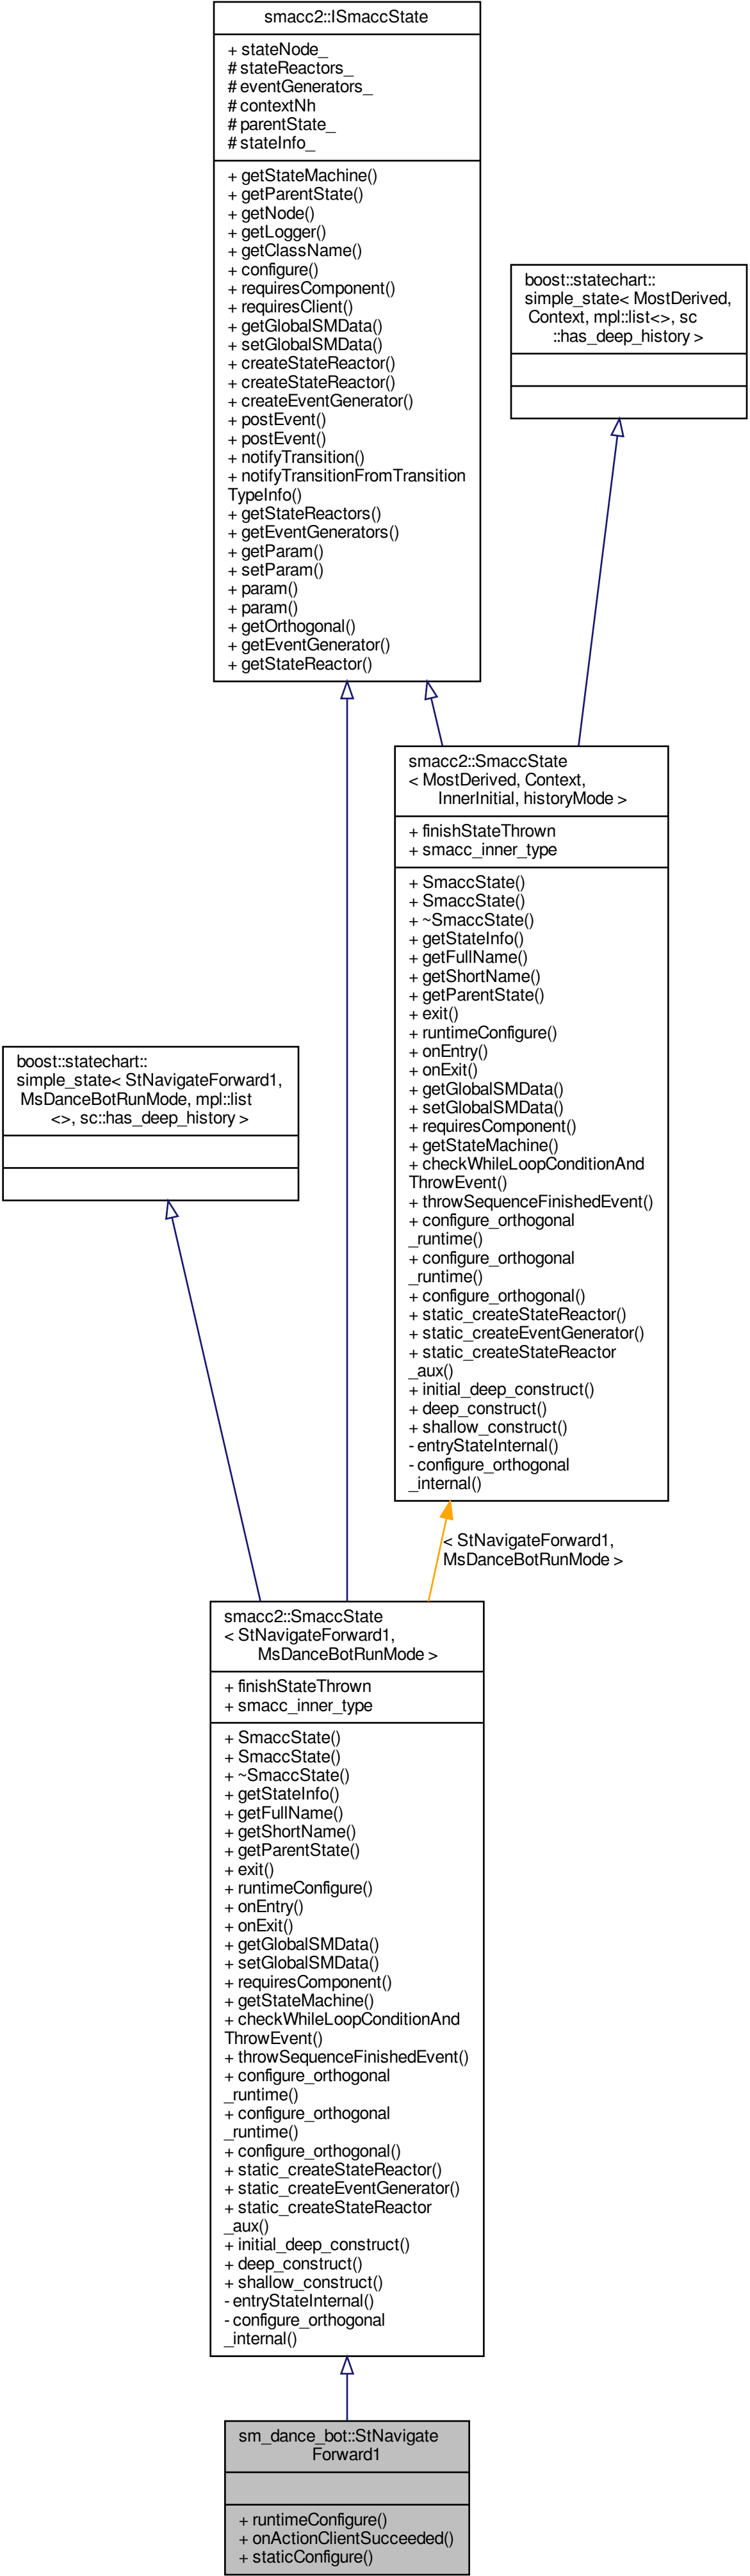 smacc2::ISmaccState
+ stateNode_
# stateReactors_
# eventGenerators_
# contextNh
# parentState_
# stateInfo_
+ getStateMachine()
+ getParentState()
+ getNode()
+ getLogger()
+ getClassName()
+ configure()
+ requiresComponent()
+ requiresClient()
+ getGlobalSMData()
+ setGlobalSMData()
+ createStateReactor()
+ createStateReactor()
+ createEventGenerator()
+ postEvent()
+ postEvent()
+ notifyTransition()
+ notifyTransitionFromTransition
TypeInfo()
+ getStateReactors()
+ getEventGenerators()
+ getParam()
+ setParam()
+ param()
+ param()
+ getOrthogonal()
+ getEventGenerator()
+ getStateReactor()
boost::statechart::
simple_state< MostDerived,
Context, mpl::list<>, sc
::has_deep_history >
smacc2::SmaccState
< MostDerived, Context,
InnerInitial, historyMode >
+ finishStateThrown
+ smacc_inner_type
+ SmaccState()
+ SmaccState()
+ ~SmaccState()
+ getStateInfo()
+ getFullName()
+ getShortName()
+ getParentState()
+ exit()
+ runtimeConfigure()
+ onEntry()
+ onExit()
+ getGlobalSMData()
+ setGlobalSMData()
+ requiresComponent()
+ getStateMachine()
+ checkWhileLoopConditionAnd
ThrowEvent()
+ throwSequenceFinishedEvent()
+ configure_orthogonal
_runtime()
+ configure_orthogonal
_runtime()
+ configure_orthogonal()
+ static_createStateReactor()
+ static_createEventGenerator()
+ static_createStateReactor
_aux()
+ initial_deep_construct()
+ deep_construct()
+ shallow_construct()
- entryStateInternal()
- configure_orthogonal
_internal()
boost::statechart::
simple_state< StNavigateForward1,
MsDanceBotRunMode, mpl::list
<>, sc::has_deep_history >
< StNavigateForward1,
MsDanceBotRunMode >
smacc2::SmaccState
< StNavigateForward1,
MsDanceBotRunMode >
+ finishStateThrown
+ smacc_inner_type
+ SmaccState()
+ SmaccState()
+ ~SmaccState()
+ getStateInfo()
+ getFullName()
+ getShortName()
+ getParentState()
+ exit()
+ runtimeConfigure()
+ onEntry()
+ onExit()
+ getGlobalSMData()
+ setGlobalSMData()
+ requiresComponent()
+ getStateMachine()
+ checkWhileLoopConditionAnd
ThrowEvent()
+ throwSequenceFinishedEvent()
+ configure_orthogonal
_runtime()
+ configure_orthogonal
_runtime()
+ configure_orthogonal()
+ static_createStateReactor()
+ static_createEventGenerator()
+ static_createStateReactor
_aux()
+ initial_deep_construct()
+ deep_construct()
+ shallow_construct()
- entryStateInternal()
- configure_orthogonal
_internal()
sm_dance_bot::StNavigate
Forward1
+ runtimeConfigure()
+ onActionClientSucceeded()
+ staticConfigure()